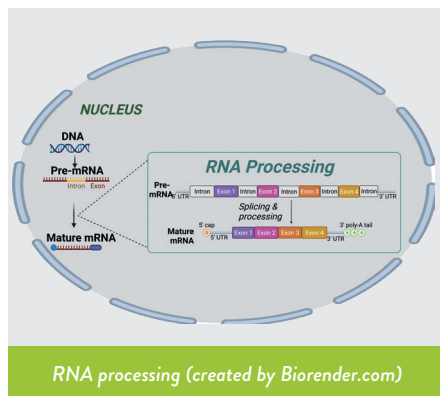 NUCLEUS
DNA
Pre-mRNA
Intron Exon
Mature mRNA
RNA Processing
Pre-
mRNA
5' UTR
Intron Exon 1 Intron Exon 2 Intron Exon 3 Intron Exon 4 Intron
3' UTR
Splicing &
processing
Mature
mRNA
5' cap
5' UTR
Exon 1 Exon 2 Exon 3 Exon 4
3' UTR
3' poly-A tail
A A A
RNA processing (created by Biorender.com)